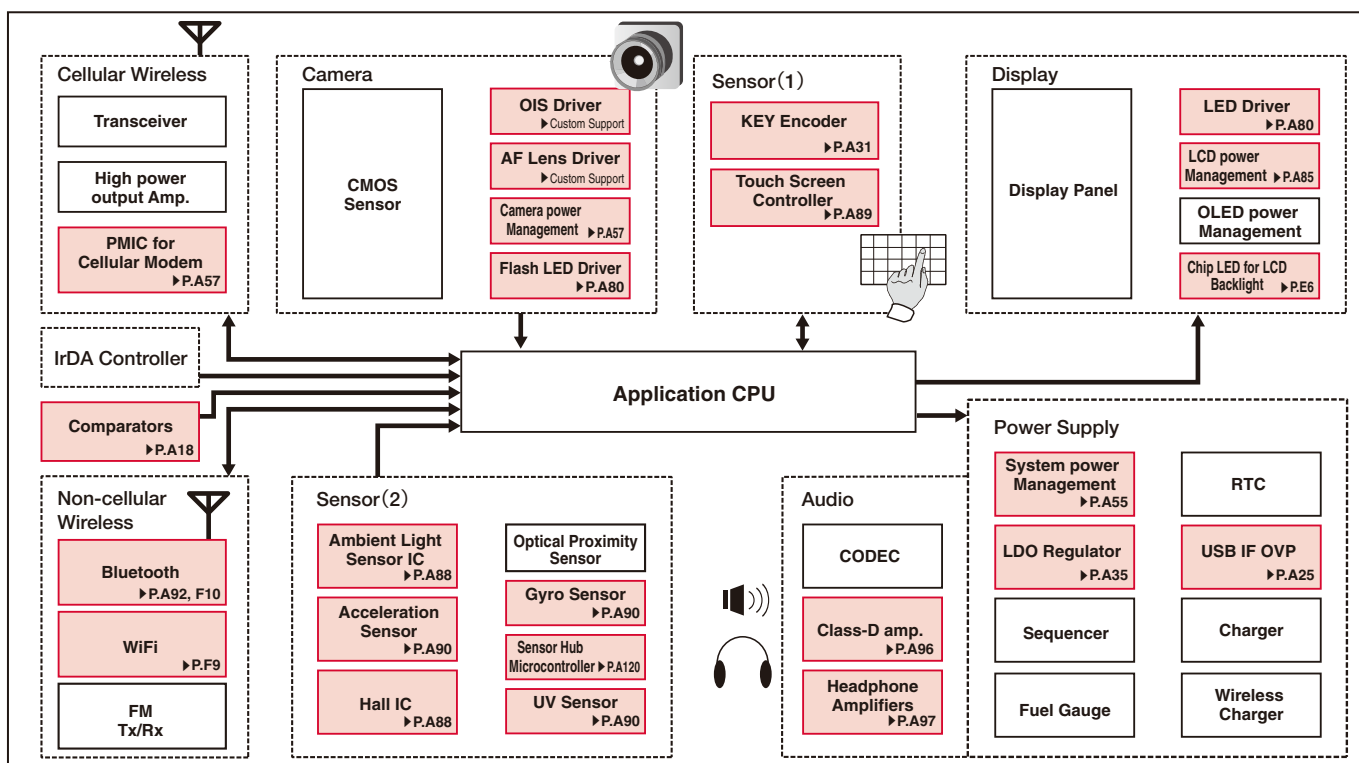 Cellular Wireless
Transceiver
High power
output Amp.
PMIC for
Cellular Modem
▶P.A57
Camera
CMOS
Sensor
OIS Driver
▶Custom Support
AF Lens Driver
▶Custom Support
Camera power
Management ▶P.A57
Flash LED Driver
▶P.A80
Sensor(1)
KEY Encoder
▶P.A31
Touch Screen
Controller
▶P.A89
Display
Display Panel
LED Driver
▶P.A80
LCD power
Management ▶P.A85
OLED power
Management
Chip LED for LCD
Backlight ▶P.E6
IrDA Controller
Comparators
▶P.A18
Application CPU
Non-cellular
Wireless
Bluetooth
▶P.A92, F10
WiFi
▶P.F9
FM
Tx/Rx
Sensor(2)
Ambient Light
Sensor IC
▶P.A88
Acceleration
Sensor
▶P.A90
Hall IC
▶P.A88
Optical Proximity
Sensor
Gyro Sensor
▶P.A90
Sensor Hub
Microcontroller ▶P.A120
UV Sensor
▶P.A90
Audio
CODEC
Class-D amp.
▶P.A96
Headphone
Amplifiers
▶P.A97
Power Supply
System power
Management
▶P.A55
LDO Regulator
▶P.A35
Sequencer
Fuel Gauge
RTC
USB IF OVP
▶P.A25
Charger
Wireless
Charger